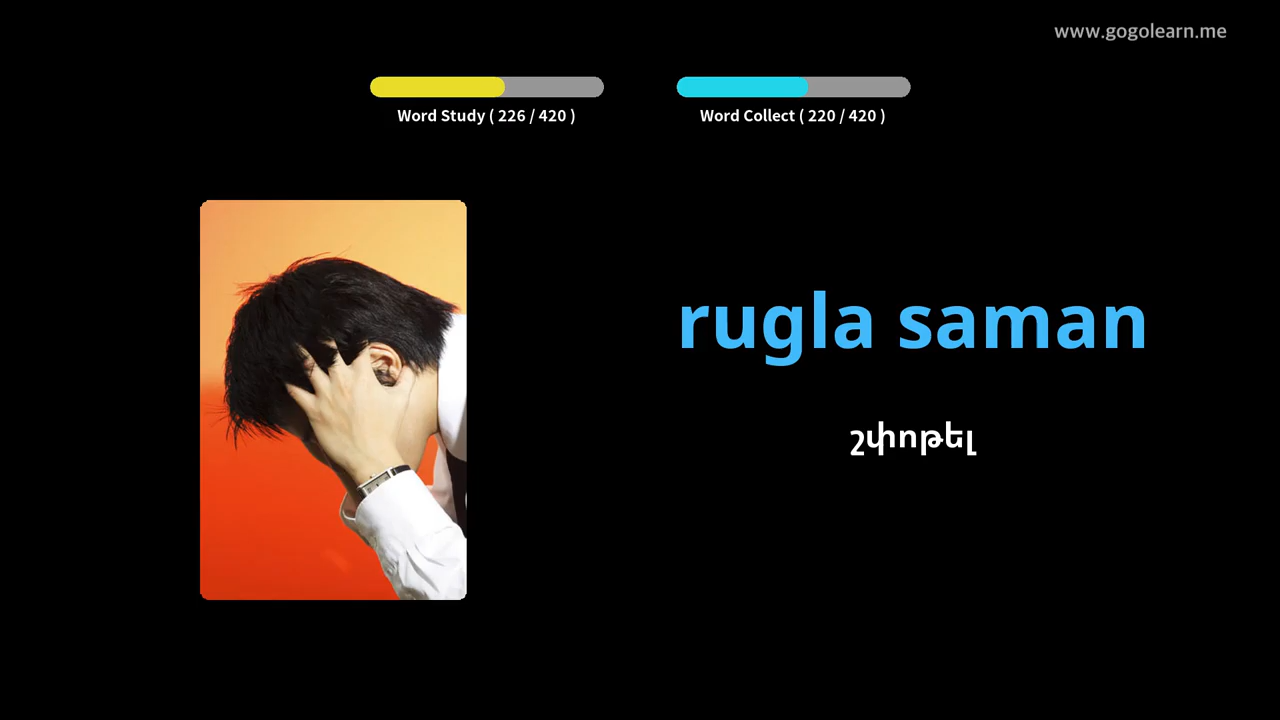 www.gogolearn.me
Word Study ( 226 / 420 )
Word Collect ( 220 / 420 )
rugla saman
շփոթել